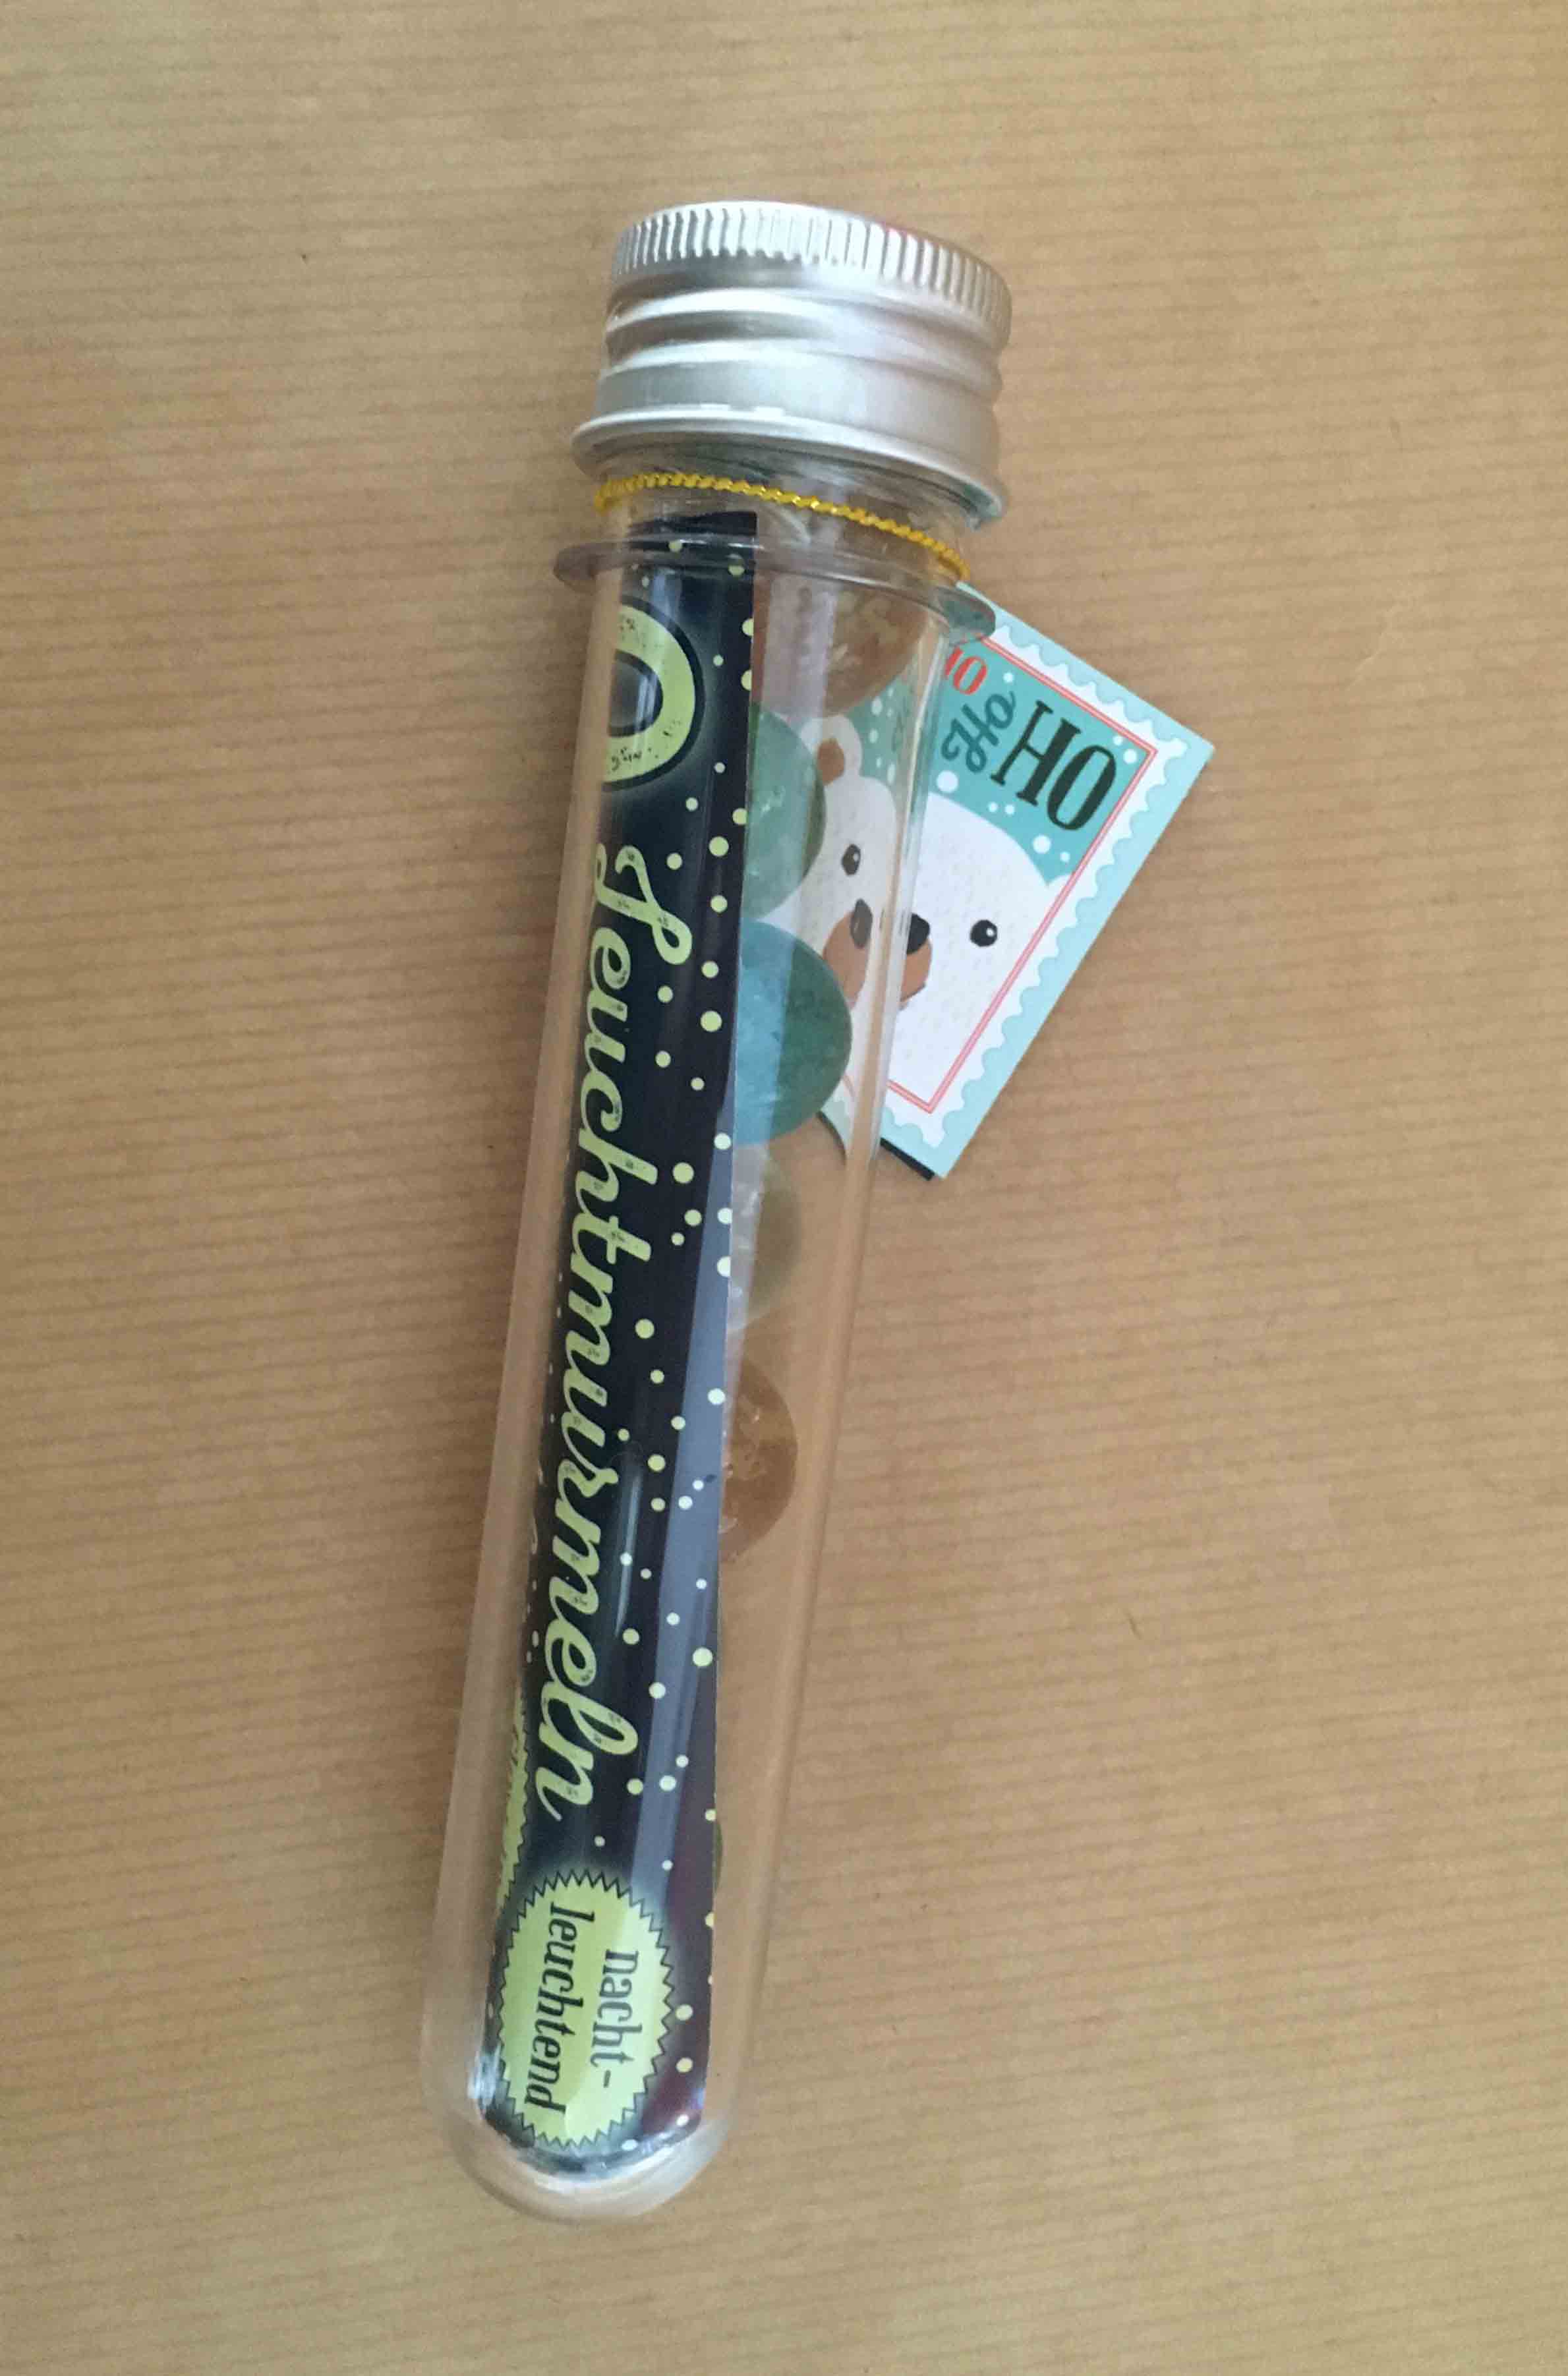 Leuchtmurmeln
nacht-
leuchtend
Ho
HO